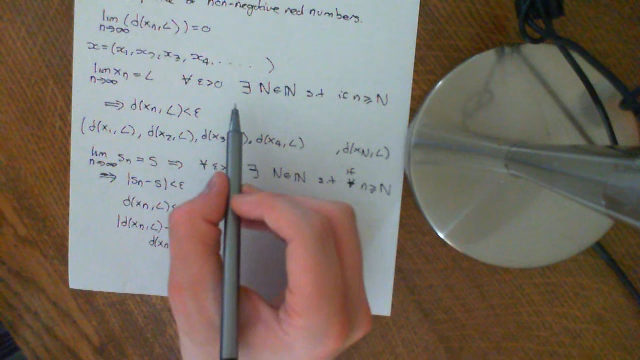 of non-negative real numbers.
lim n→∞ (d(xn, L)) = 0
x = (x1, x2, x3, x4, ..... )
lim n→∞ xn = L ∀ ε>0 ∃ N∈ℕ s.t if n≥N
⟹ d(xn, L)<ε
(d(x1, L), d(x2, L), d(x3 ), d(x4, L) , d(xN, L)
lim n→∞ sn = s ⟹ ∀ ε> ∃ N∈ℕ s.t if n≥N
⟹ |sn - s|<ε
d(xn, L)
|d(xn, L)-
d(xn